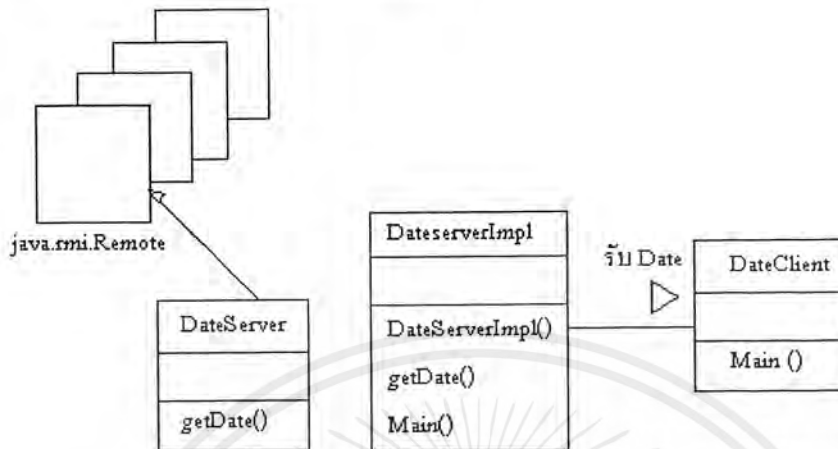 java.rmi.Remote
DateServer
getDate()
DateserverImpl
DateServerImpl()
getDate()
Main()
รับ Date
DateClient
Main ()